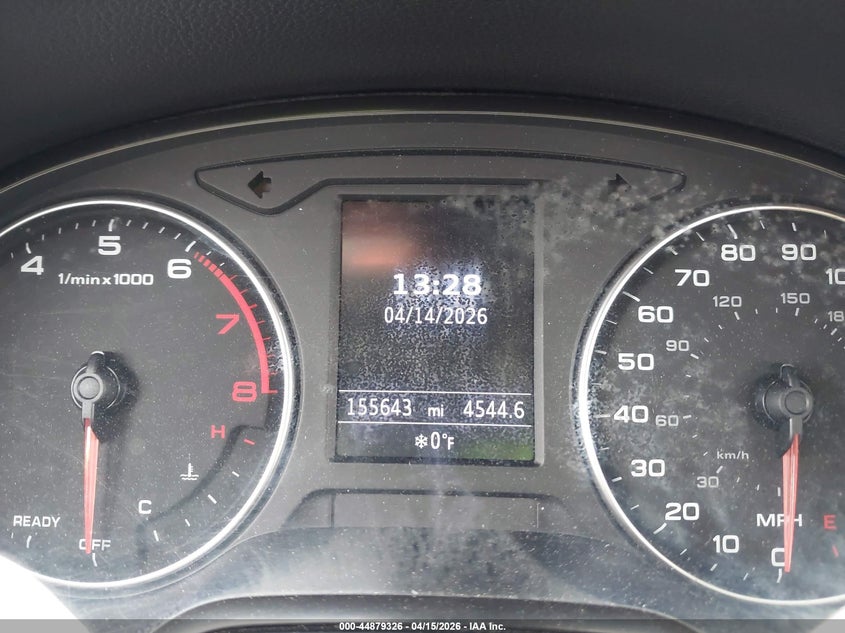 4 5 6 7 8
1/min x 1000
H
C
READY
OFF
13:28
04/14/2026
155643 mi 4544.6
❄0°F
0 10 20 30 40 50 60 70 80 90
30 60 90 120 150
km/h
MPH
E
000-44879326 - 04/15/2026 - IAA Inc.